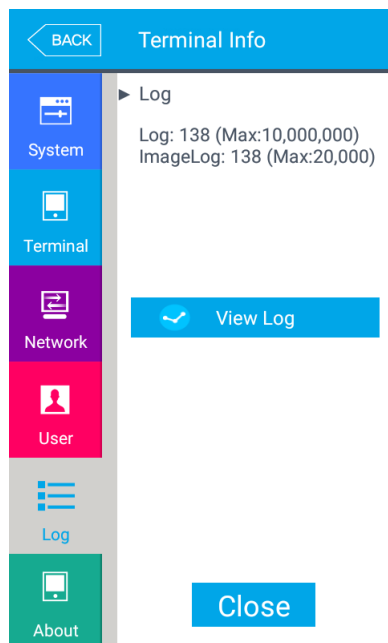 BACK
Terminal Info
System
Terminal
Network
User
Log
About
► Log
Log: 138 (Max:10,000,000)
ImageLog: 138 (Max:20,000)
View Log
Close